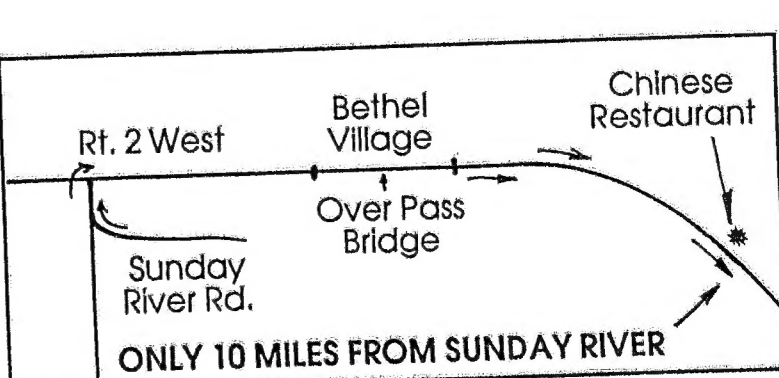 Rt. 2 West
Bethel
Village
Chinese
Restaurant
Over Pass
Bridge
Sunday
River Rd.
ONLY 10 MILES FROM SUNDAY RIVER